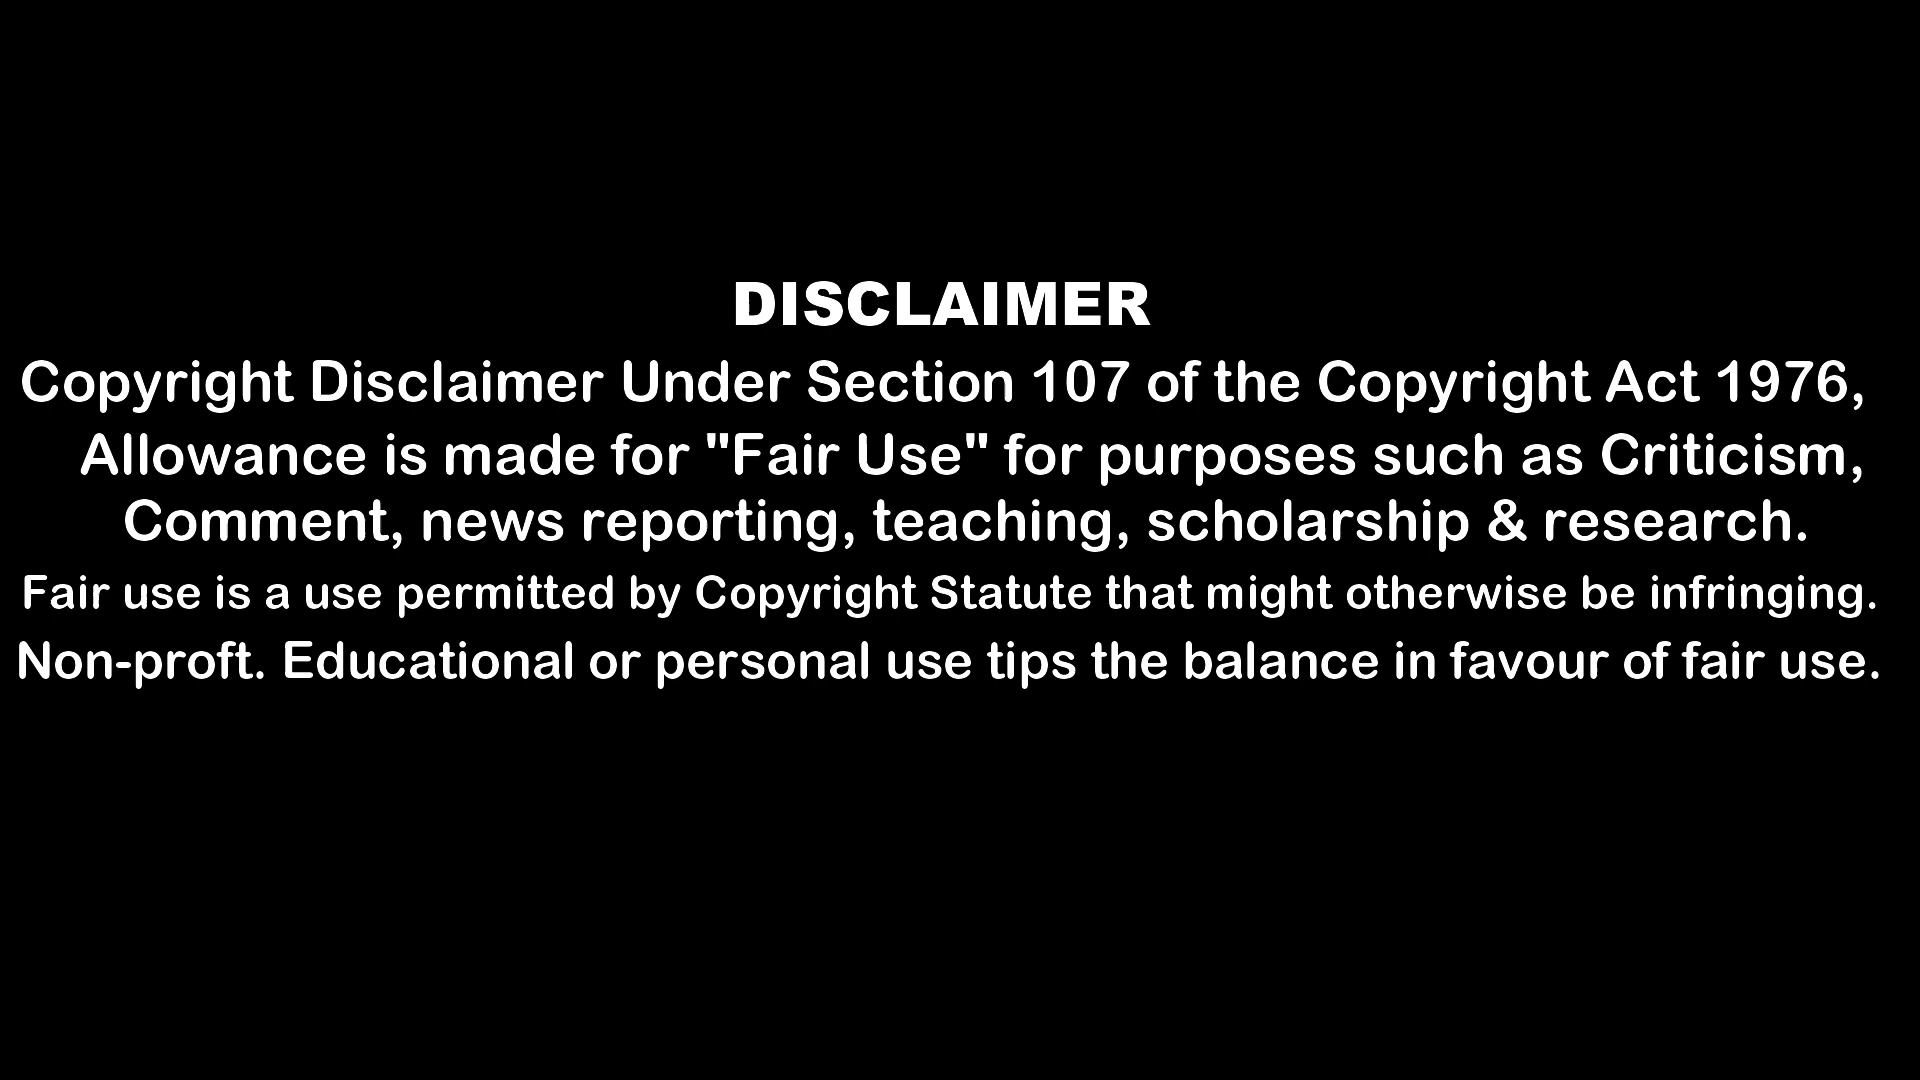 DISCLAIMER
Copyright Disclaimer Under Section 107 of the Copyright Act 1976,
Allowance is made for "Fair Use" for purposes such as Criticism,
Comment, news reporting, teaching, scholarship & research.
Fair use is a use permitted by Copyright Statute that might otherwise be infringing.
Non-proft. Educational or personal use tips the balance in favour of fair use.